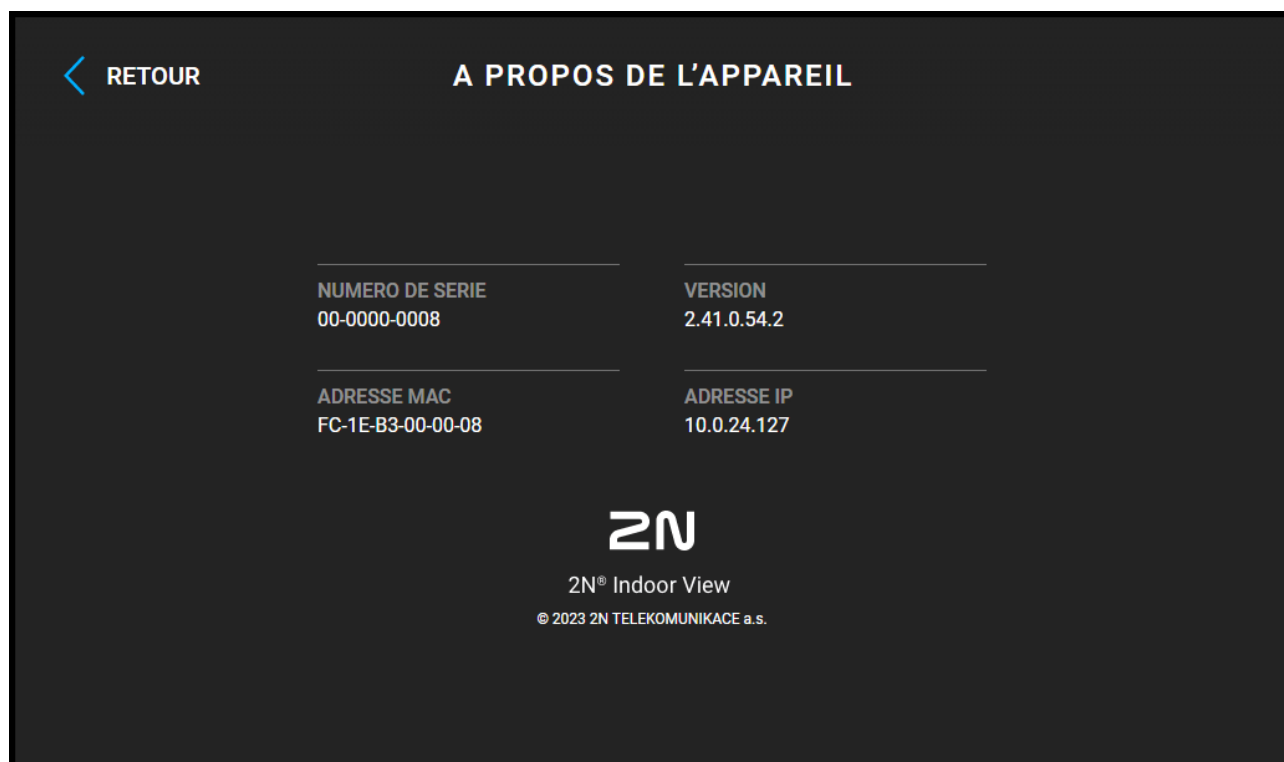 RETOUR
A PROPOS DE L'APPAREIL
NUMERO DE SERIE
00-0000-0008
VERSION
2.41.0.54.2
ADRESSE MAC
FC-1E-B3-00-00-08
ADRESSE IP
10.0.24.127
2N
2N® Indoor View
© 2023 2N TELEKOMUNIKACE a.s.